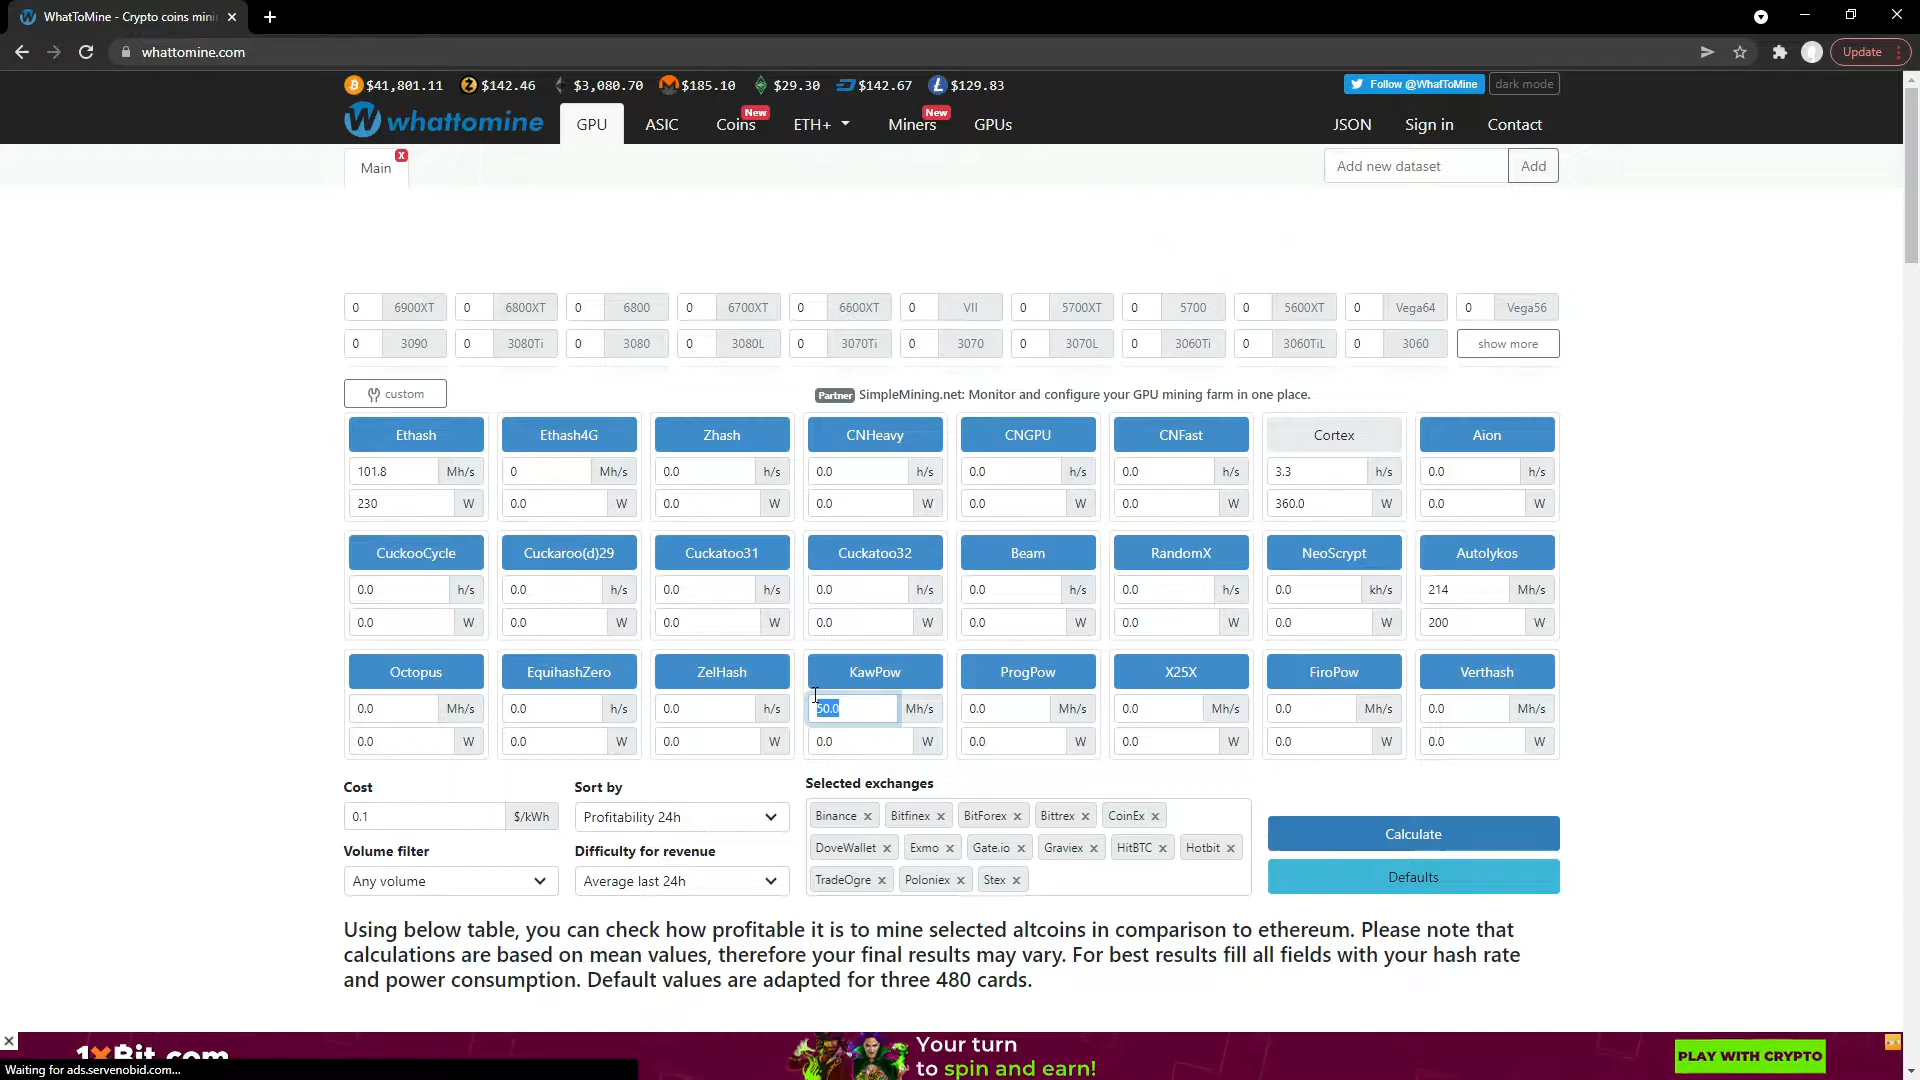 WhatToMine - Crypto coins mini
whattomine.com
Update
$41,801.11 $142.46 $3,080.70 $185.10 $29.30 $142.67 $129.83
Follow @WhatToMine dark mode
whattomine GPU ASIC Coins New ETH+ Miners New GPUs JSON Sign in Contact
Main x Add new dataset Add
0 6900XT 0 6800XT 0 6800 0 6700XT 0 6600XT 0 VII 0 5700XT 0 5700 0 5600XT 0 Vega64 0 Vega56
0 3090 0 3080Ti 0 3080 0 3080L 0 3070Ti 0 3070 0 3070L 0 3060Ti 0 3060TiL 0 3060 show more
custom Partner SimpleMining.net: Monitor and configure your GPU mining farm in one place.
Ethash Ethash4G Zhash CNHeavy CNGPU CNFast Cortex Aion
101.8 Mh/s 0 Mh/s 0.0 h/s 0.0 h/s 0.0 h/s 0.0 h/s 3.3 h/s 0.0 h/s
230 W 0.0 W 0.0 W 0.0 W 0.0 W 0.0 W 360.0 W 0.0 W
CuckooCycle Cuckaroo(d)29 Cuckatoo31 Cuckatoo32 Beam RandomX NeoScrypt Autolykos
0.0 h/s 0.0 h/s 0.0 h/s 0.0 h/s 0.0 h/s 0.0 h/s 0.0 kh/s 214 Mh/s
0.0 W 0.0 W 0.0 W 0.0 W 0.0 W 0.0 W 0.0 W 200 W
Octopus EquihashZero ZelHash KawPow ProgPow X25X FiroPow Verthash
0.0 Mh/s 0.0 h/s 0.0 h/s 50.0 Mh/s 0.0 Mh/s 0.0 Mh/s 0.0 Mh/s 0.0 Mh/s
0.0 W 0.0 W 0.0 W 0.0 W 0.0 W 0.0 W 0.0 W 0.0 W
Cost Sort by Selected exchanges
0.1 $/kWh Profitability 24h Binance Bitfinex BitForex Bittrex CoinEx
Calculate
Volume filter Difficulty for revenue DoveWallet Exmo Gate.io Graviex HitBTC Hotbit
Any volume Average last 24h TradeOgre Poloniex Stex Defaults
Using below table, you can check how profitable it is to mine selected altcoins in comparison to ethereum. Please note that
calculations are based on mean values, therefore your final results may vary. For best results fill all fields with your hash rate
and power consumption. Default values are adapted for three 480 cards.
1XBit.com Your turn
to spin and earn! PLAY WITH CRYPTO
Waiting for ads.servenobid.com...